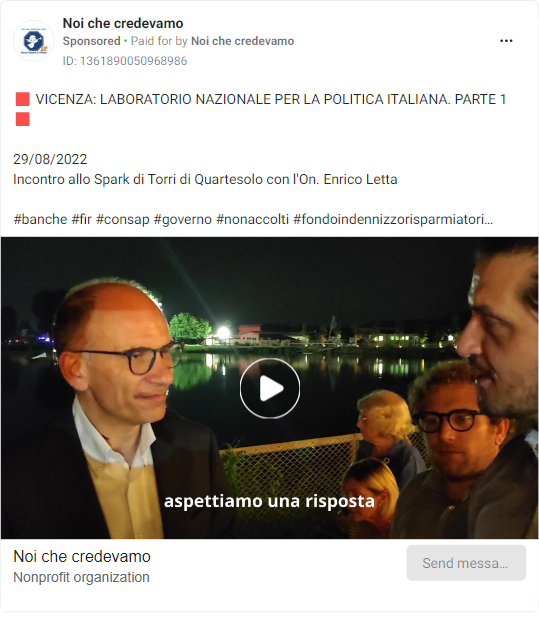 Noi che credevamo
Sponsored • Paid for by Noi che credevamo
ID: 1361890050968986
🟥 VICENZA: LABORATORIO NAZIONALE PER LA POLITICA ITALIANA. PARTE 1
🟥
29/08/2022
Incontro allo Spark di Torri di Quartesolo con l'On. Enrico Letta
#banche #fir #consap #governo #nonaccolti #fondoindennizzorisparmiatori...
aspettiamo una risposta
Noi che credevamo
Nonprofit organization
Send messa...